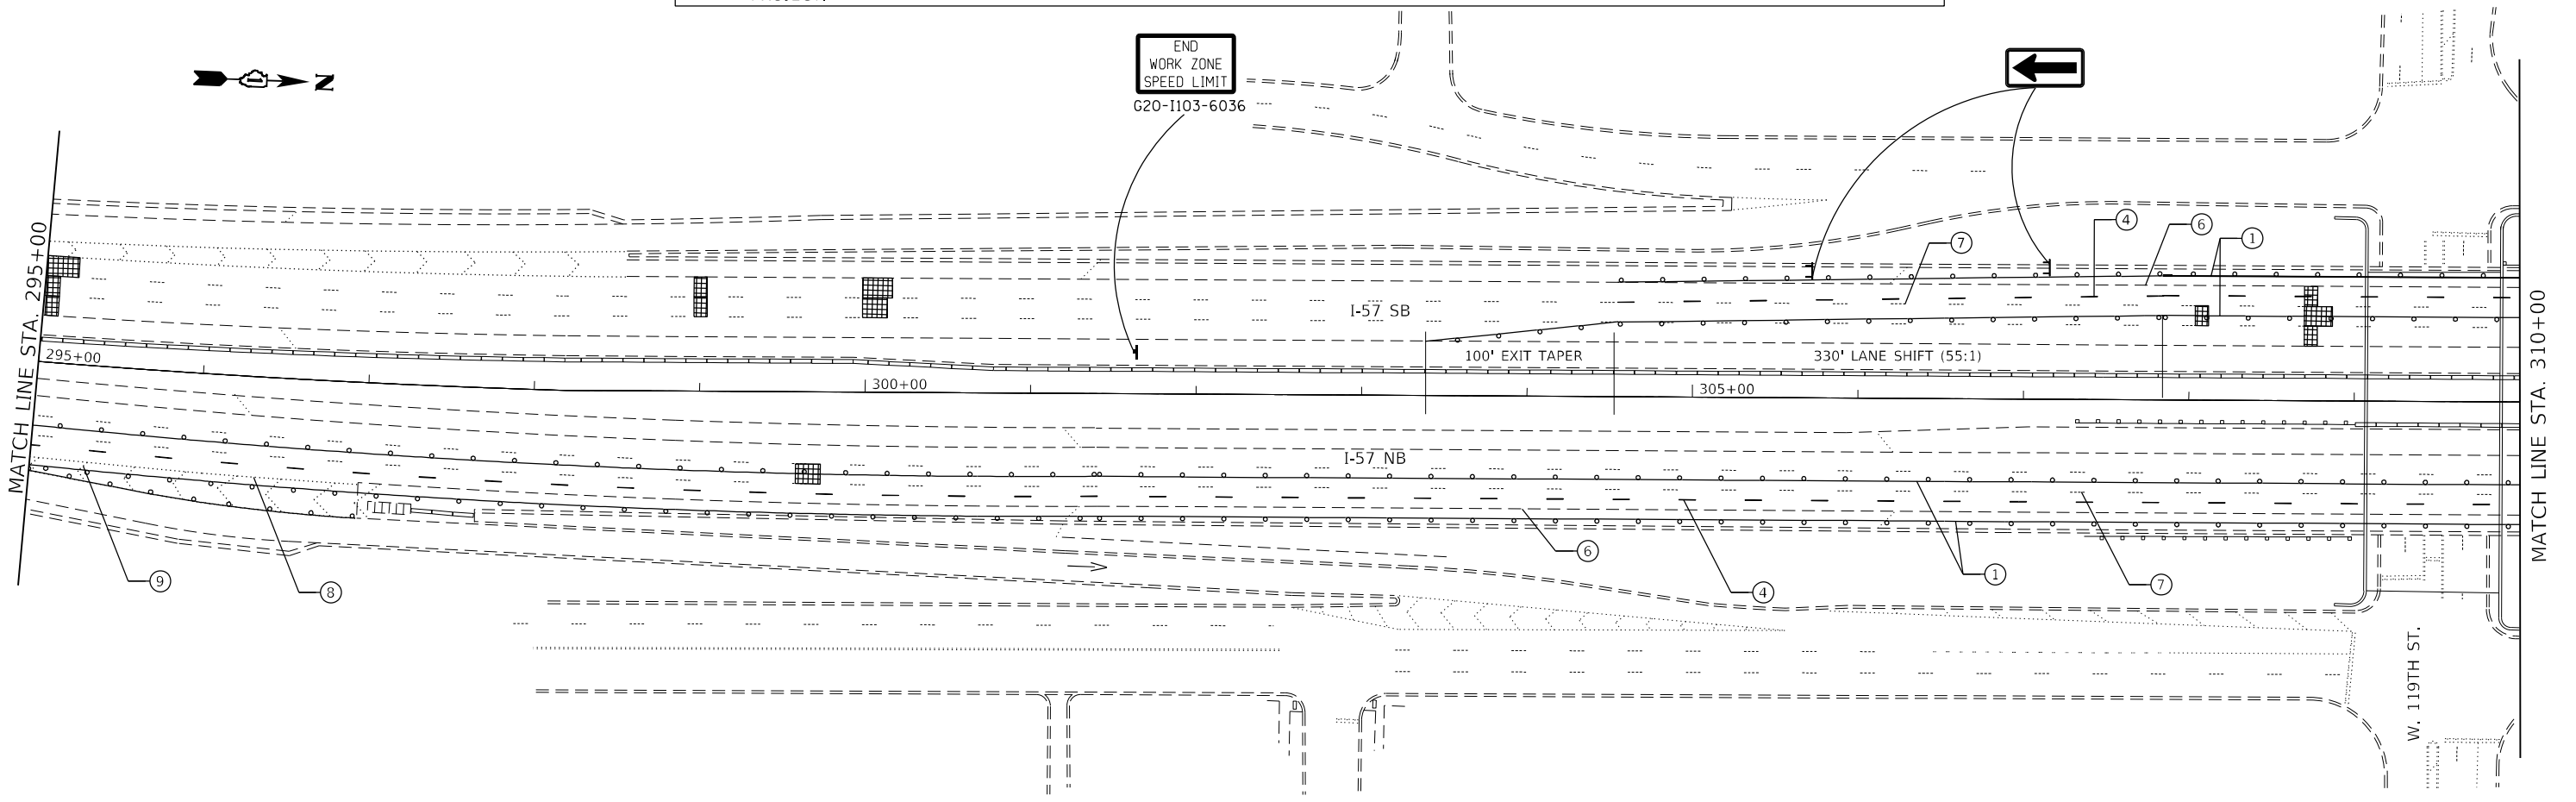 END
WORK ZONE
SPEED LIMIT
G20-I103-6036
N
MATCH LINE STA. 295+00
MATCH LINE STA. 310+00
4
6
1
7
I-57 SB
295+00
100' EXIT TAPER
330' LANE SHIFT (55:1)
300+00
305+00
I-57 NB
6
9
8
4
1
7
W. 119TH ST.